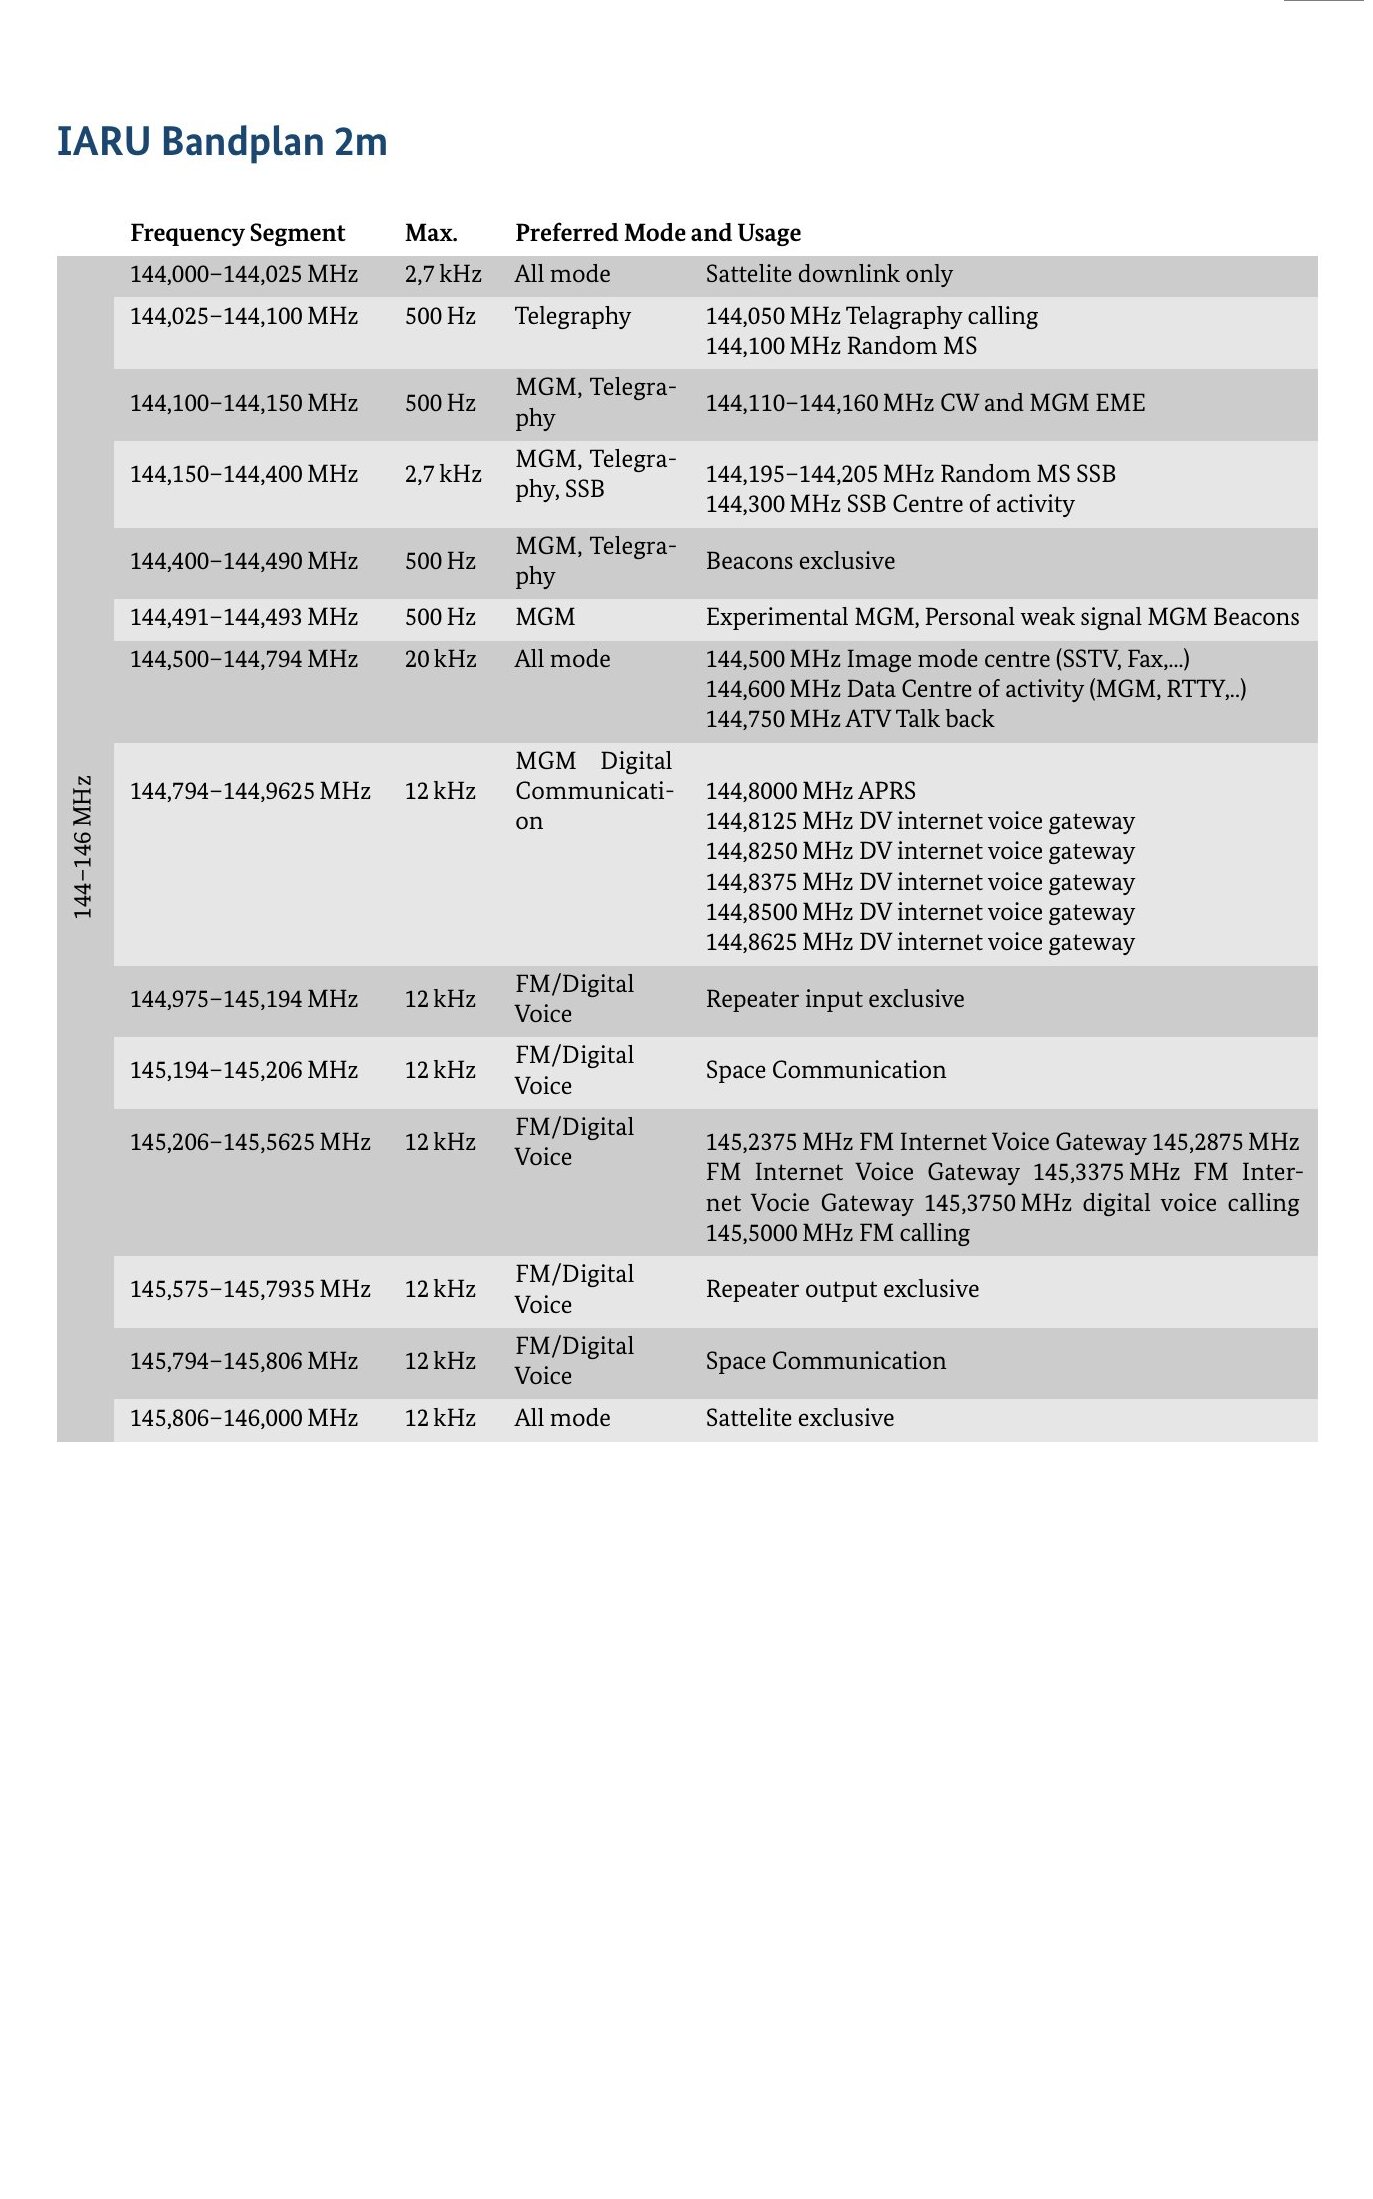 IARU Bandplan 2m
Frequency Segment Max. Preferred Mode and Usage
144–146 MHz
144,000–144,025 MHz 2,7 kHz All mode Sattelite downlink only
144,025–144,100 MHz 500 Hz Telegraphy 144,050 MHz Telagraphy calling
144,100 MHz Random MS
MGM, Telegra-
144,100–144,150 MHz 500 Hz 144,110–144,160 MHz CW and MGM EME
phy
MGM, Telegra-
144,150–144,400 MHz 2,7 kHz 144,195–144,205 MHz Random MS SSB
phy, SSB
144,300 MHz SSB Centre of activity
MGM, Telegra-
144,400–144,490 MHz 500 Hz Beacons exclusive
phy
144,491–144,493 MHz 500 Hz MGM Experimental MGM, Personal weak signal MGM Beacons
144,500–144,794 MHz 20 kHz All mode 144,500 MHz Image mode centre (SSTV, Fax,...)
144,600 MHz Data Centre of activity (MGM, RTTY,..)
144,750 MHz ATV Talk back
MGM Digital
144,794–144,9625 MHz 12 kHz Communicati- 144,8000 MHz APRS
on 144,8125 MHz DV internet voice gateway
144,8250 MHz DV internet voice gateway
144,8375 MHz DV internet voice gateway
144,8500 MHz DV internet voice gateway
144,8625 MHz DV internet voice gateway
FM/Digital
144,975–145,194 MHz 12 kHz Repeater input exclusive
Voice
FM/Digital
145,194–145,206 MHz 12 kHz Space Communication
Voice
FM/Digital
145,206–145,5625 MHz 12 kHz 145,2375 MHz FM Internet Voice Gateway 145,2875 MHz
Voice
FM Internet Voice Gateway 145,3375 MHz FM Inter-
net Vocie Gateway 145,3750 MHz digital voice calling
145,5000 MHz FM calling
FM/Digital
145,575–145,7935 MHz 12 kHz Repeater output exclusive
Voice
FM/Digital
145,794–145,806 MHz 12 kHz Space Communication
Voice
145,806–146,000 MHz 12 kHz All mode Sattelite exclusive